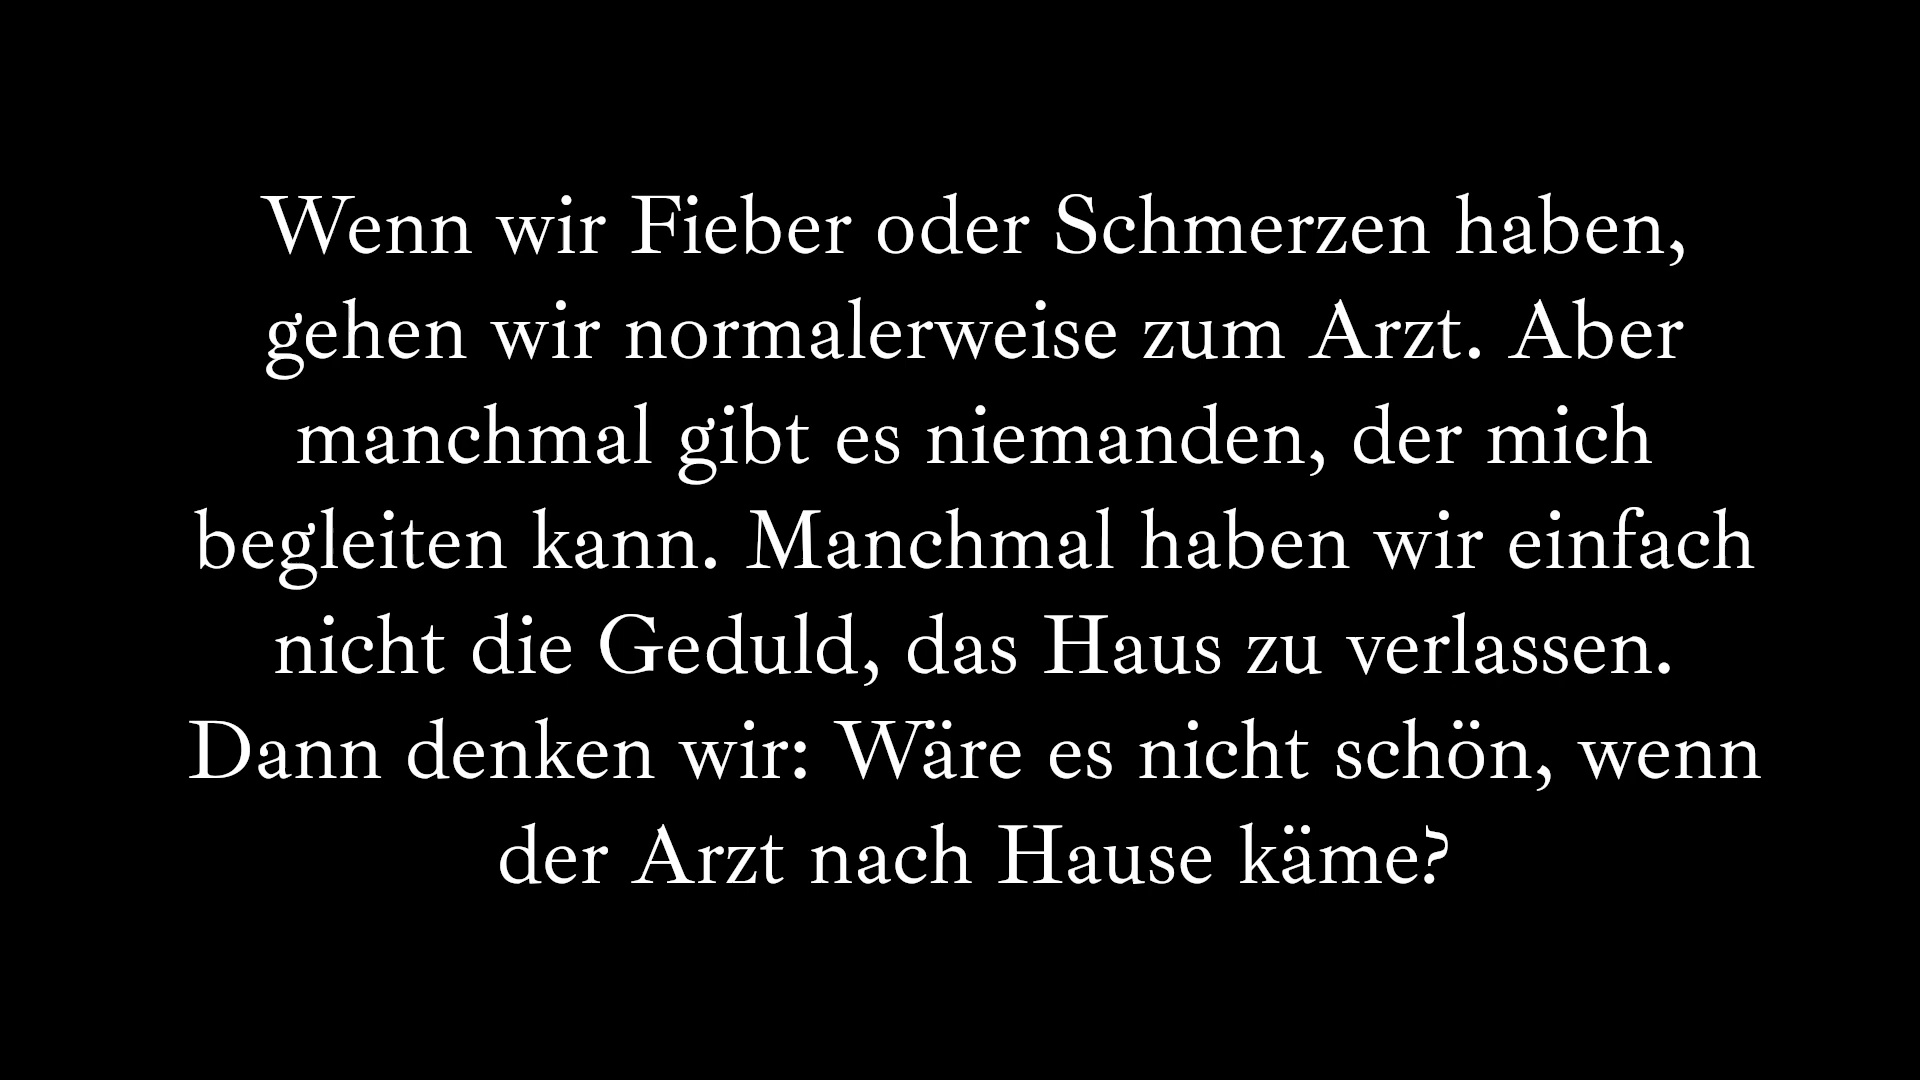 Wenn wir Fieber oder Schmerzen haben,
gehen wir normalerweise zum Arzt. Aber
manchmal gibt es niemanden, der mich
begleiten kann. Manchmal haben wir einfach
nicht die Geduld, das Haus zu verlassen.
Dann denken wir: Wäre es nicht schön, wenn
der Arzt nach Hause käme?